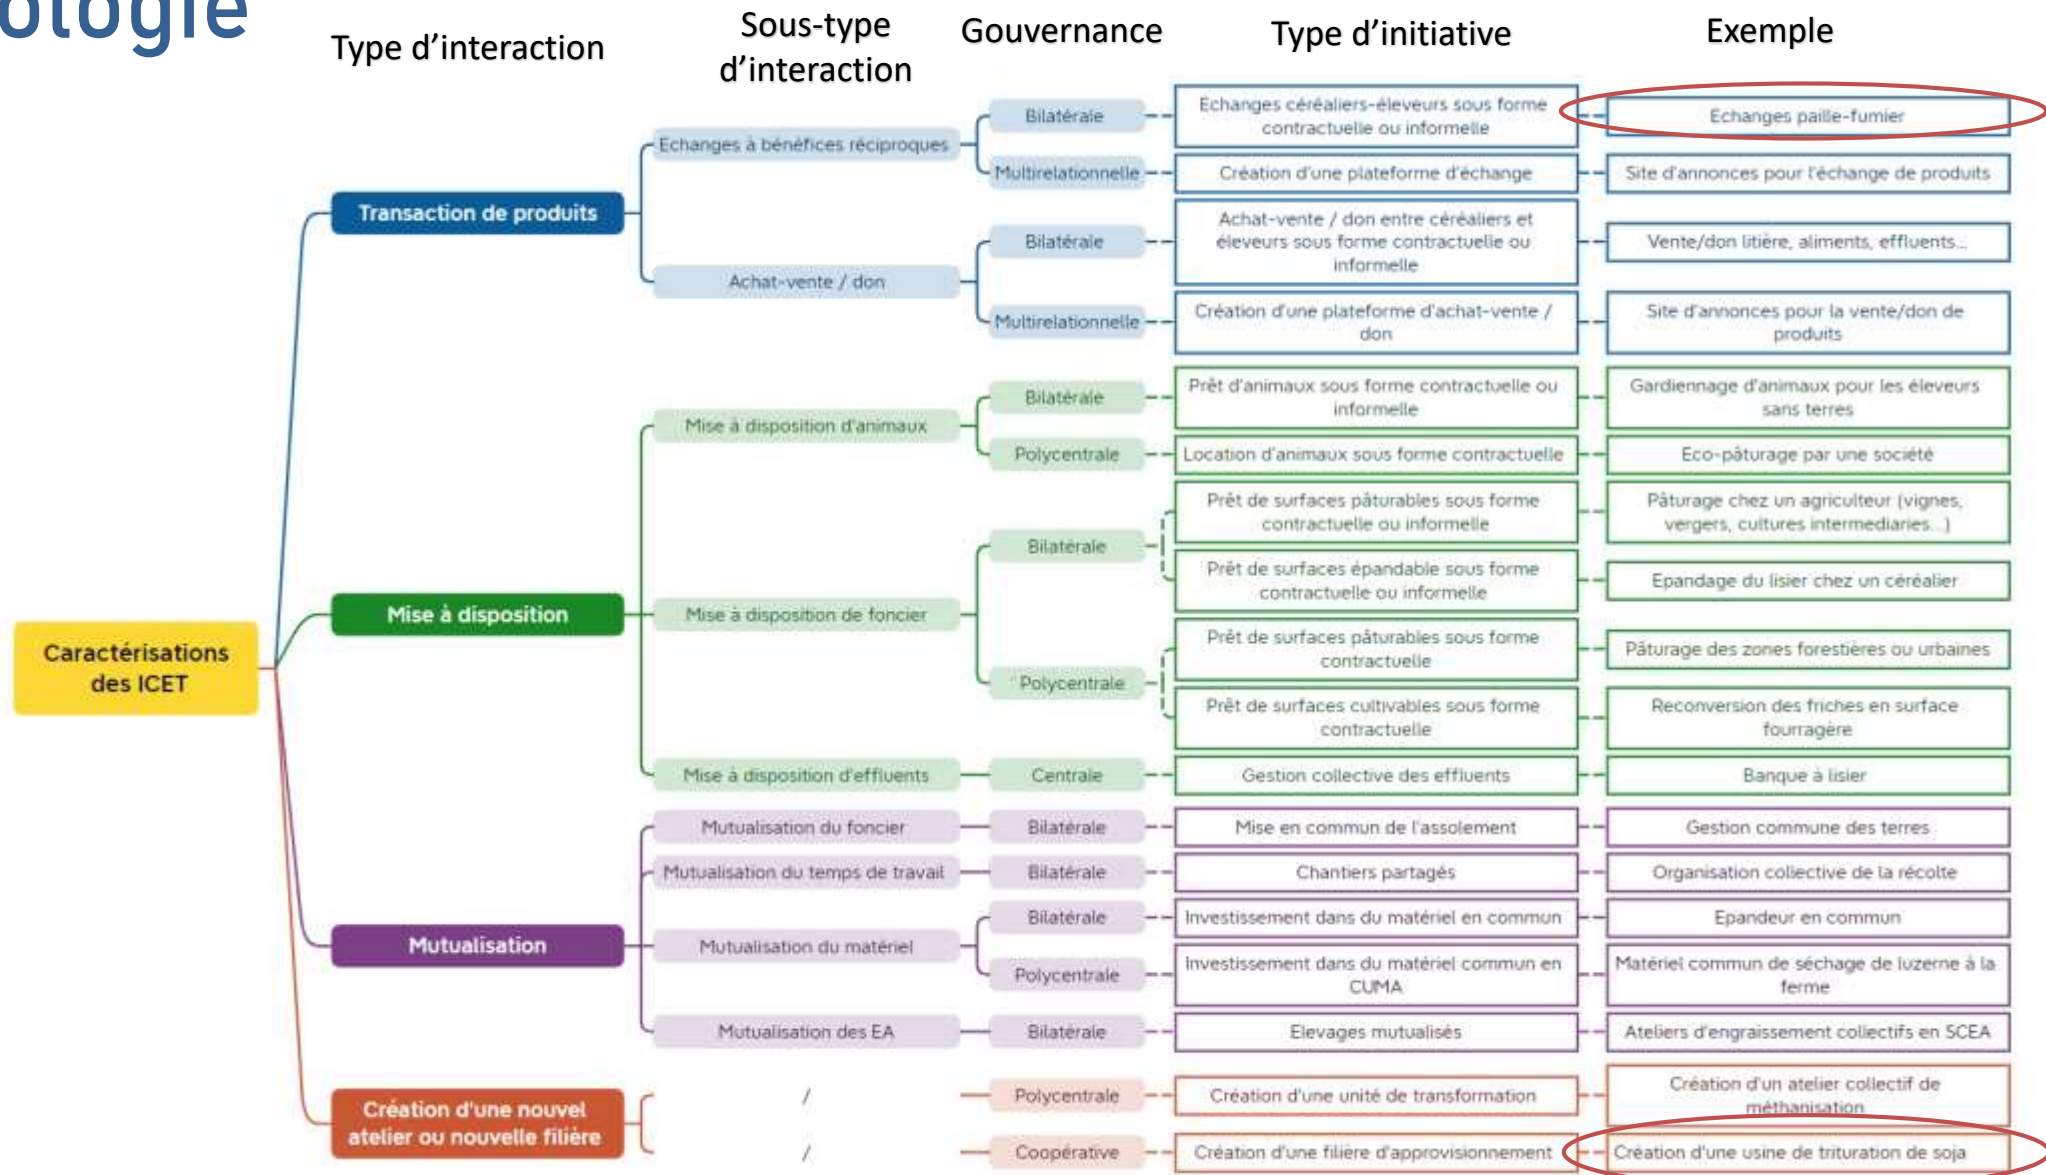 ologie
Type d'interaction
Sous-type
d'interaction
Gouvernance
Type d'initiative
Exemple
Caractérisations
des ICET
Transaction de produits
Echanges à bénéfices réciproques
Bilatérale
Echanges céréaliers-éleveurs sous forme
contractuelle ou informelle
Echanges paille-fumier
Multirelationnelle
Création d'une plateforme d'échange
Site d'annonces pour l'échange de produits
Achat-vente / don
Bilatérale
Achat-vente / don entre céréaliers et
éleveurs sous forme contractuelle ou
informelle
Vente/don litière, aliments, effluents...
Multirelationnelle
Création d'une plateforme d'achat-vente /
don
Site d'annonces pour la vente/don de
produits
Mise à disposition
Mise à disposition d'animaux
Bilatérale
Prêt d'animaux sous forme contractuelle ou
informelle
Gardiennage d'animaux pour les éleveurs
sans terres
Polycentrale
Location d'animaux sous forme contractuelle
Eco-pâturage par une société
Mise à disposition de foncier
Bilatérale
Prêt de surfaces pâturables sous forme
contractuelle ou informelle
Pâturage chez un agriculteur (vignes,
vergers, cultures intermediaries...)
Prêt de surfaces épandable sous forme
contractuelle ou informelle
Epandage du lisier chez un céréalier
Polycentrale
Prêt de surfaces pâturables sous forme
contractuelle
Pâturage des zones forestières ou urbaines
Prêt de surfaces cultivables sous forme
contractuelle
Reconversion des friches en surface
fourragère
Mise à disposition d'effluents
Centrale
Gestion collective des effluents
Banque à lisier
Mutualisation
Mutualisation du foncier
Bilatérale
Mise en commun de l'assolement
Gestion commune des terres
Mutualisation du temps de travail
Bilatérale
Chantiers partagés
Organisation collective de la récolte
Mutualisation du matériel
Bilatérale
Investissement dans du matériel en commun
Epandeur en commun
Polycentrale
Investissement dans du matériel commun en
CUMA
Matériel commun de séchage de luzerne à la
ferme
Mutualisation des EA
Bilatérale
Elevages mutualisés
Ateliers d'engraissement collectifs en SCEA
Création d'une nouvel
atelier ou nouvelle filière
/
Polycentrale
Création d'une unité de transformation
Création d'un atelier collectif de
méthanisation
/
Coopérative
Création d'une filière d'approvisionnement
Création d'une usine de trituration de soja